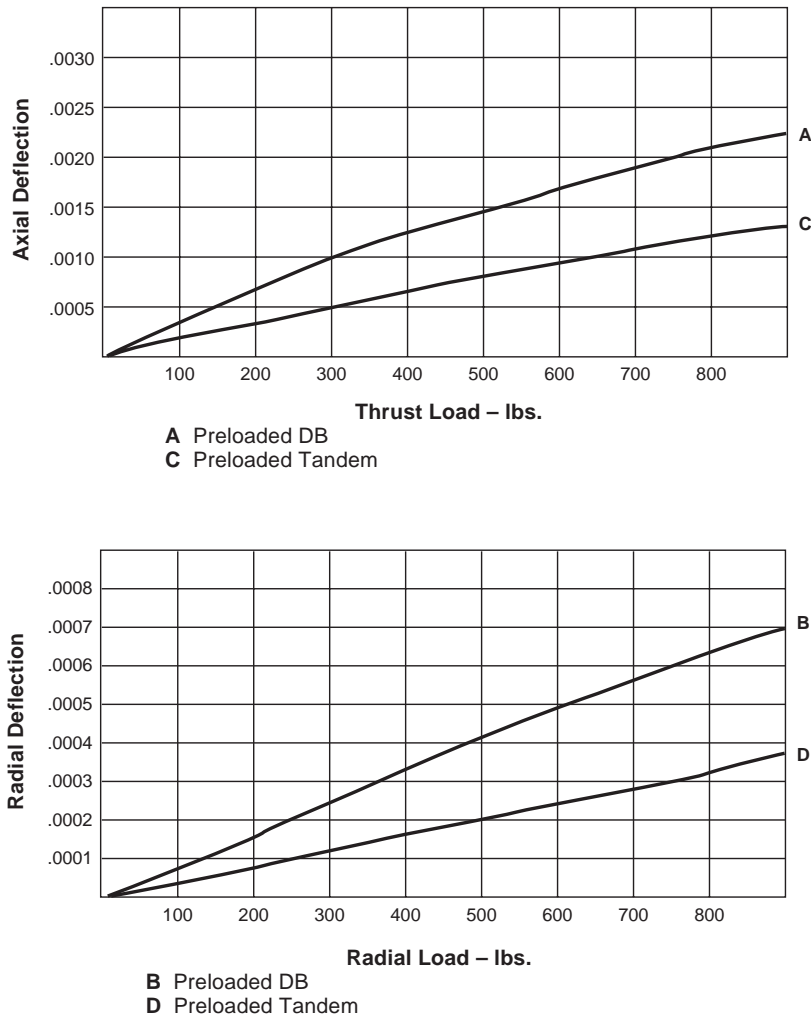 .0030
.0025
.0020
.0015
.0010
.0005
Axial Deflection
A
C
100 200 300 400 500 600 700 800
Thrust Load – lbs.
A Preloaded DB
C Preloaded Tandem
.0008
.0007
.0006
.0005
.0004
.0003
.0002
.0001
Radial Deflection
B
D
100 200 300 400 500 600 700 800
Radial Load – lbs.
B Preloaded DB
D Preloaded Tandem